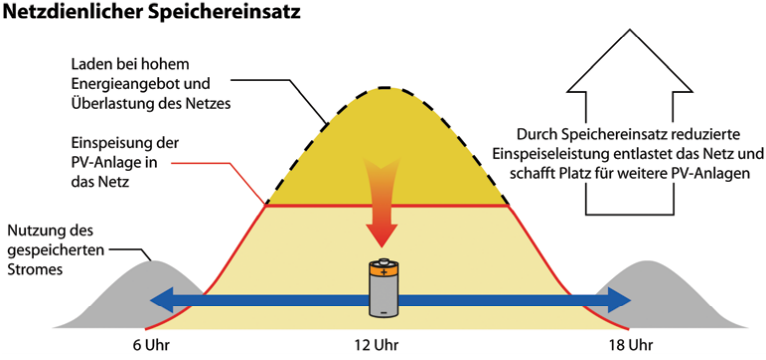 Netzdienlicher Speichereinsatz
Laden bei hohem
Energieangebot und
Überlastung des Netzes
Einspeisung der
PV-Anlage in
das Netz
Durch Speichereinsatz reduzierte
Einspeiseleistung entlastet das Netz und
schafft Platz für weitere PV-Anlagen
Nutzung des
gespeicherten
Stromes
+
–
6 Uhr
12 Uhr
18 Uhr